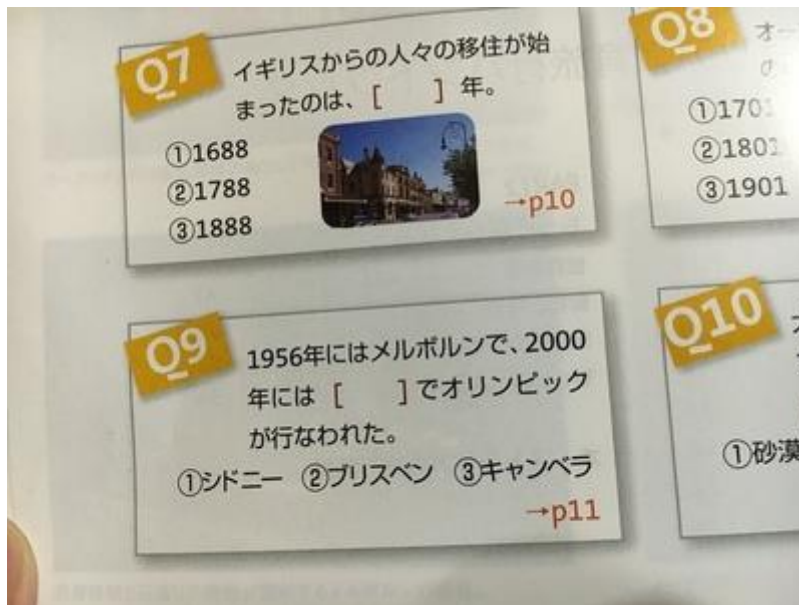 Q7
イギリスからの人々の移住が始
まったのは、[　　]年。
①1688
②1788
③1888
→p10
Q8
オー
の
①1701
②1801
③1901
Q9
1956年にはメルボルンで、2000
年には[　　]でオリンピック
が行なわれた。
①シドニー ②ブリスベン ③キャンベラ
→p11
Q10
①砂漠